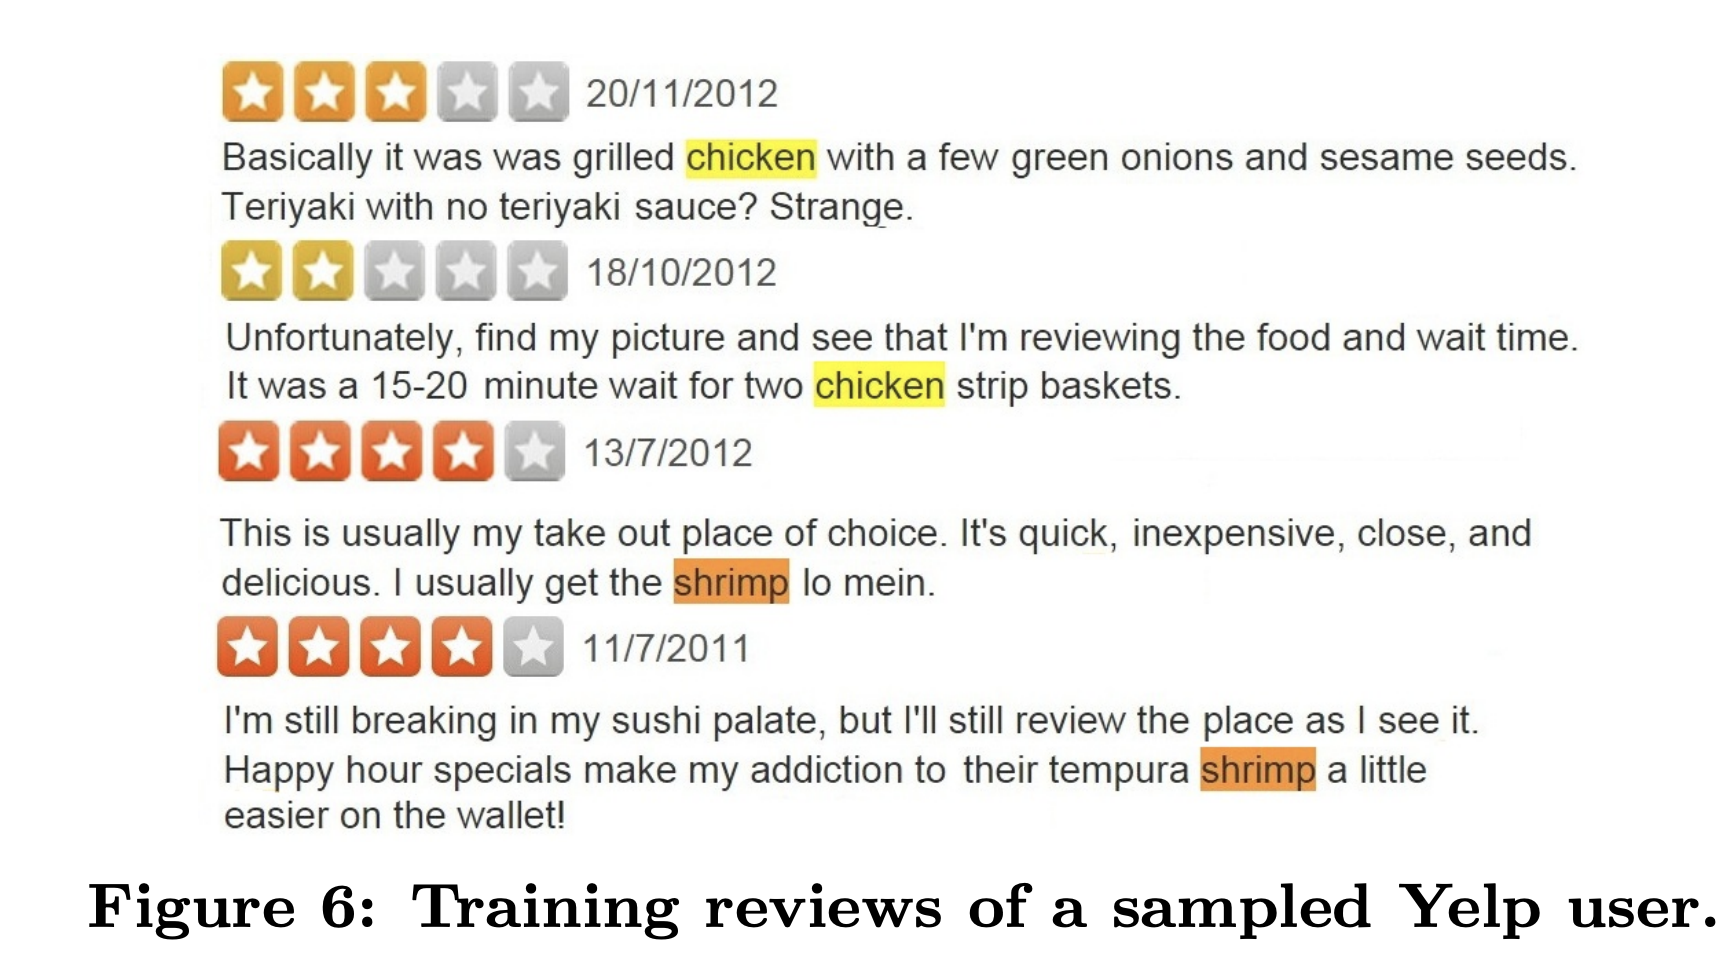 20/11/2012
Basically it was was grilled chicken with a few green onions and sesame seeds.
Teriyaki with no teriyaki sauce? Strange.
18/10/2012
Unfortunately, find my picture and see that I'm reviewing the food and wait time.
It was a 15-20 minute wait for two chicken strip baskets.
13/7/2012
This is usually my take out place of choice. It's quick, inexpensive, close, and
delicious. I usually get the shrimp lo mein.
11/7/2011
I'm still breaking in my sushi palate, but I'll still review the place as I see it.
Happy hour specials make my addiction to their tempura shrimp a little
easier on the wallet!
Figure 6: Training reviews of a sampled Yelp user.